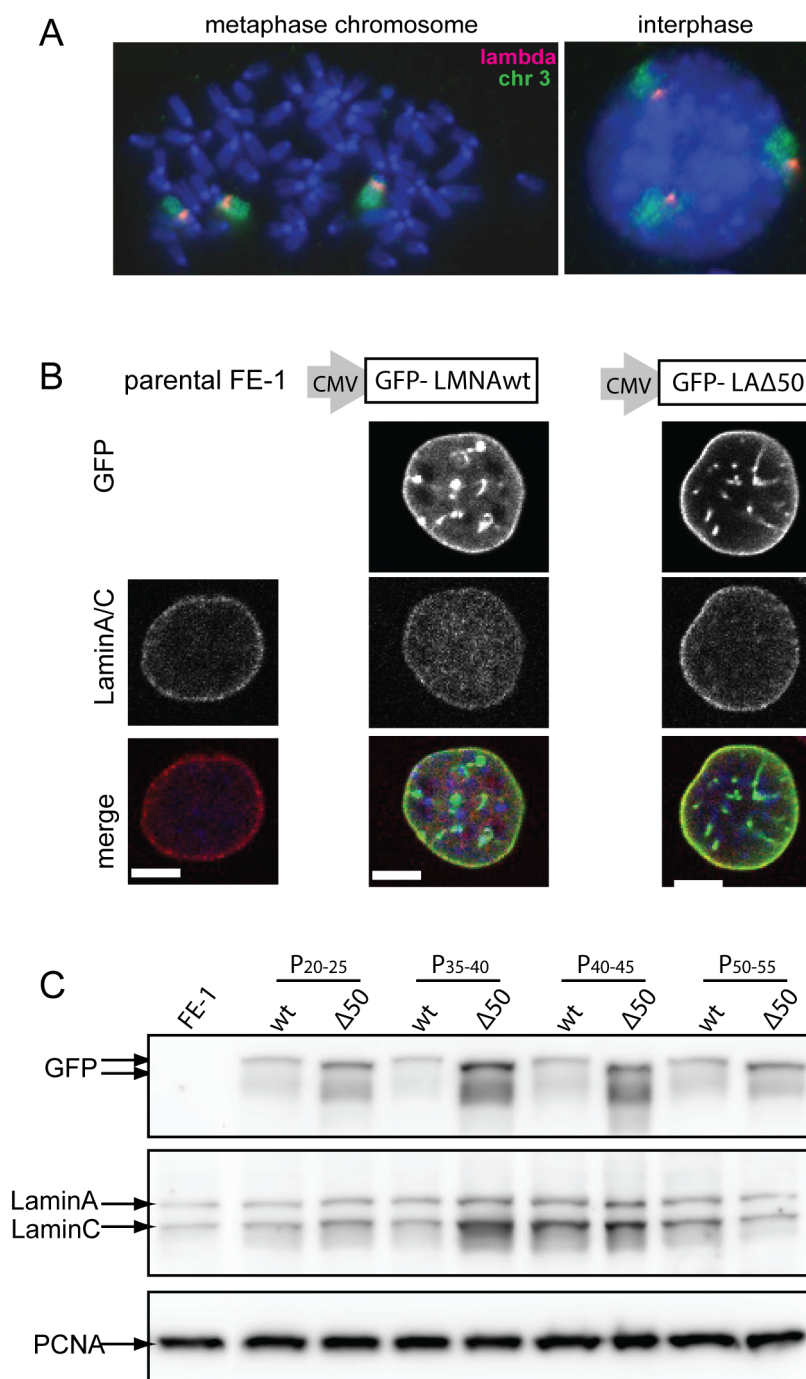 A
metaphase chromosome
interphase
lambda
chr 3
B
parental FE-1
CMV
GFP- LMNAwt
CMV
GFP- LAΔ50
GFP
LaminA/C
merge
C
FE-1
P20-25
P35-40
P40-45
P50-55
wt
Δ50
wt
Δ50
wt
Δ50
wt
Δ50
GFP
LaminA
LaminC
PCNA